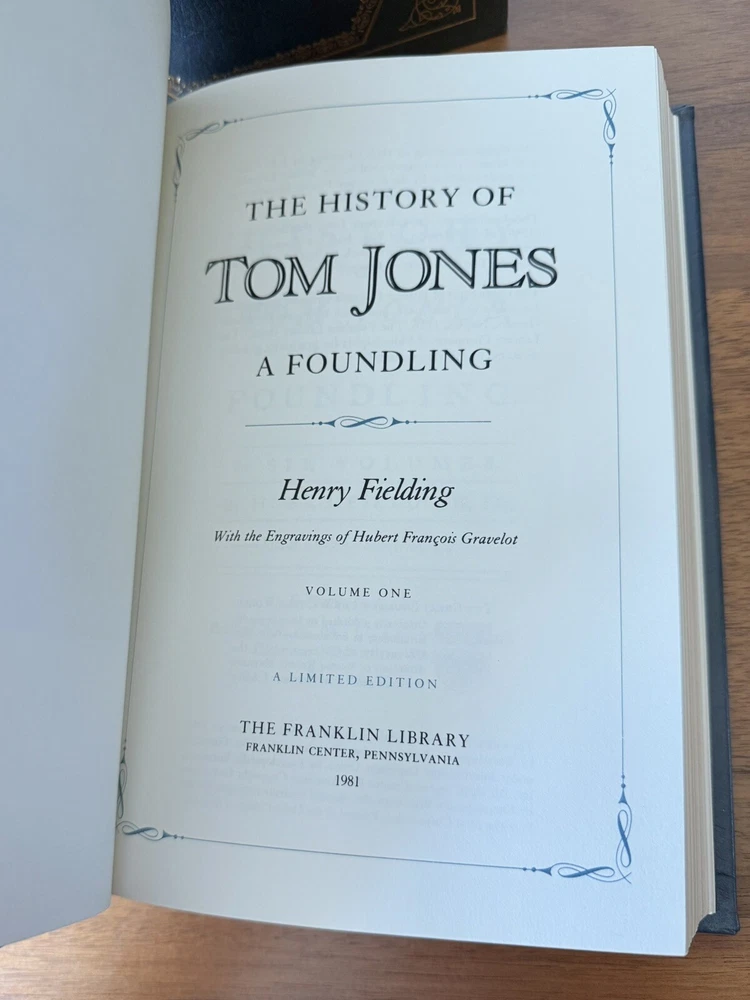 THE HISTORY OF
TOM JONES
A FOUNDLING
Henry Fielding
With the Engravings of Hubert François Gravelot
VOLUME ONE
A LIMITED EDITION
THE FRANKLIN LIBRARY
FRANKLIN CENTER, PENNSYLVANIA
1981